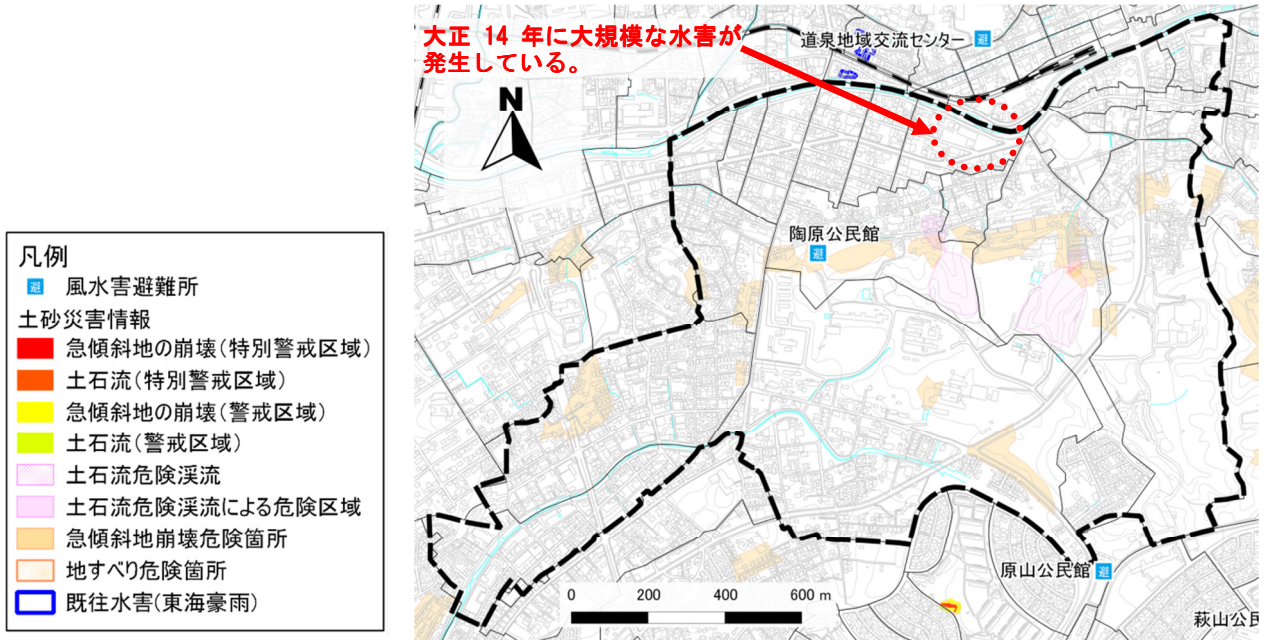 大正 14 年に大規模な水害が
発生している。
道泉地域交流センター 避
N
陶原公民館
避
凡例
避 風水害避難所
土砂災害情報
急傾斜地の崩壊(特別警戒区域)
土石流(特別警戒区域)
急傾斜地の崩壊(警戒区域)
土石流(警戒区域)
土石流危険渓流
土石流危険渓流による危険区域
急傾斜地崩壊危険箇所
地すべり危険箇所
既往水害(東海豪雨)
原山公民館 避
0 200 400 600 m
萩山公民